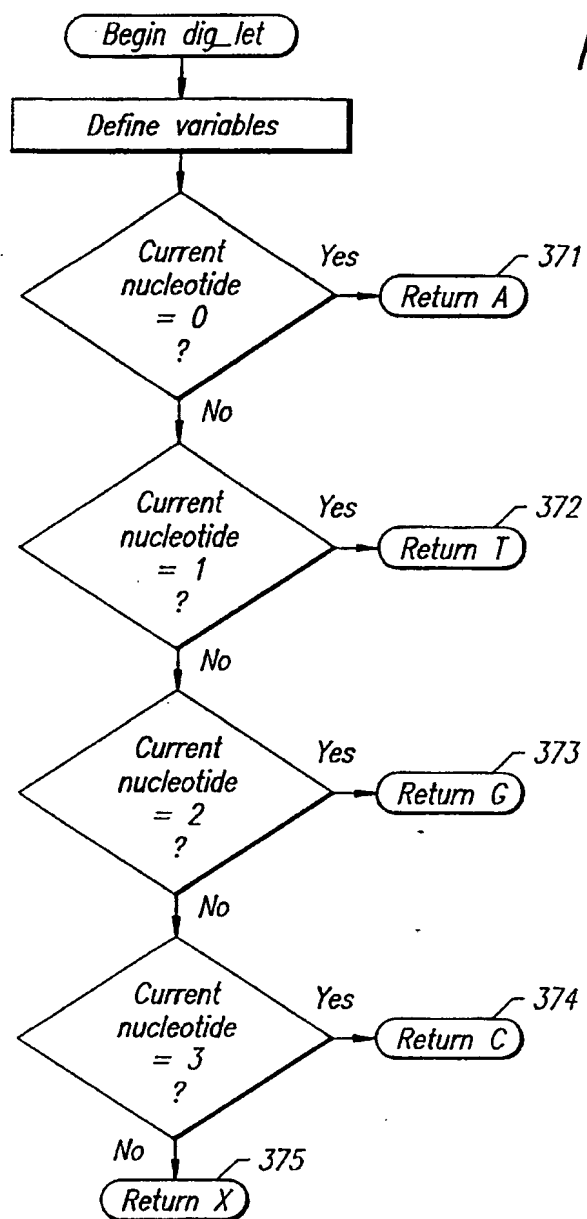 Begin dig_let
Define variables
Current
nucleotide
= 0
?
Yes
371
Return A
No
Current
nucleotide
= 1
?
Yes
372
Return T
No
Current
nucleotide
= 2
?
Yes
373
Return G
No
Current
nucleotide
= 3
?
Yes
374
Return C
No
375
Return X